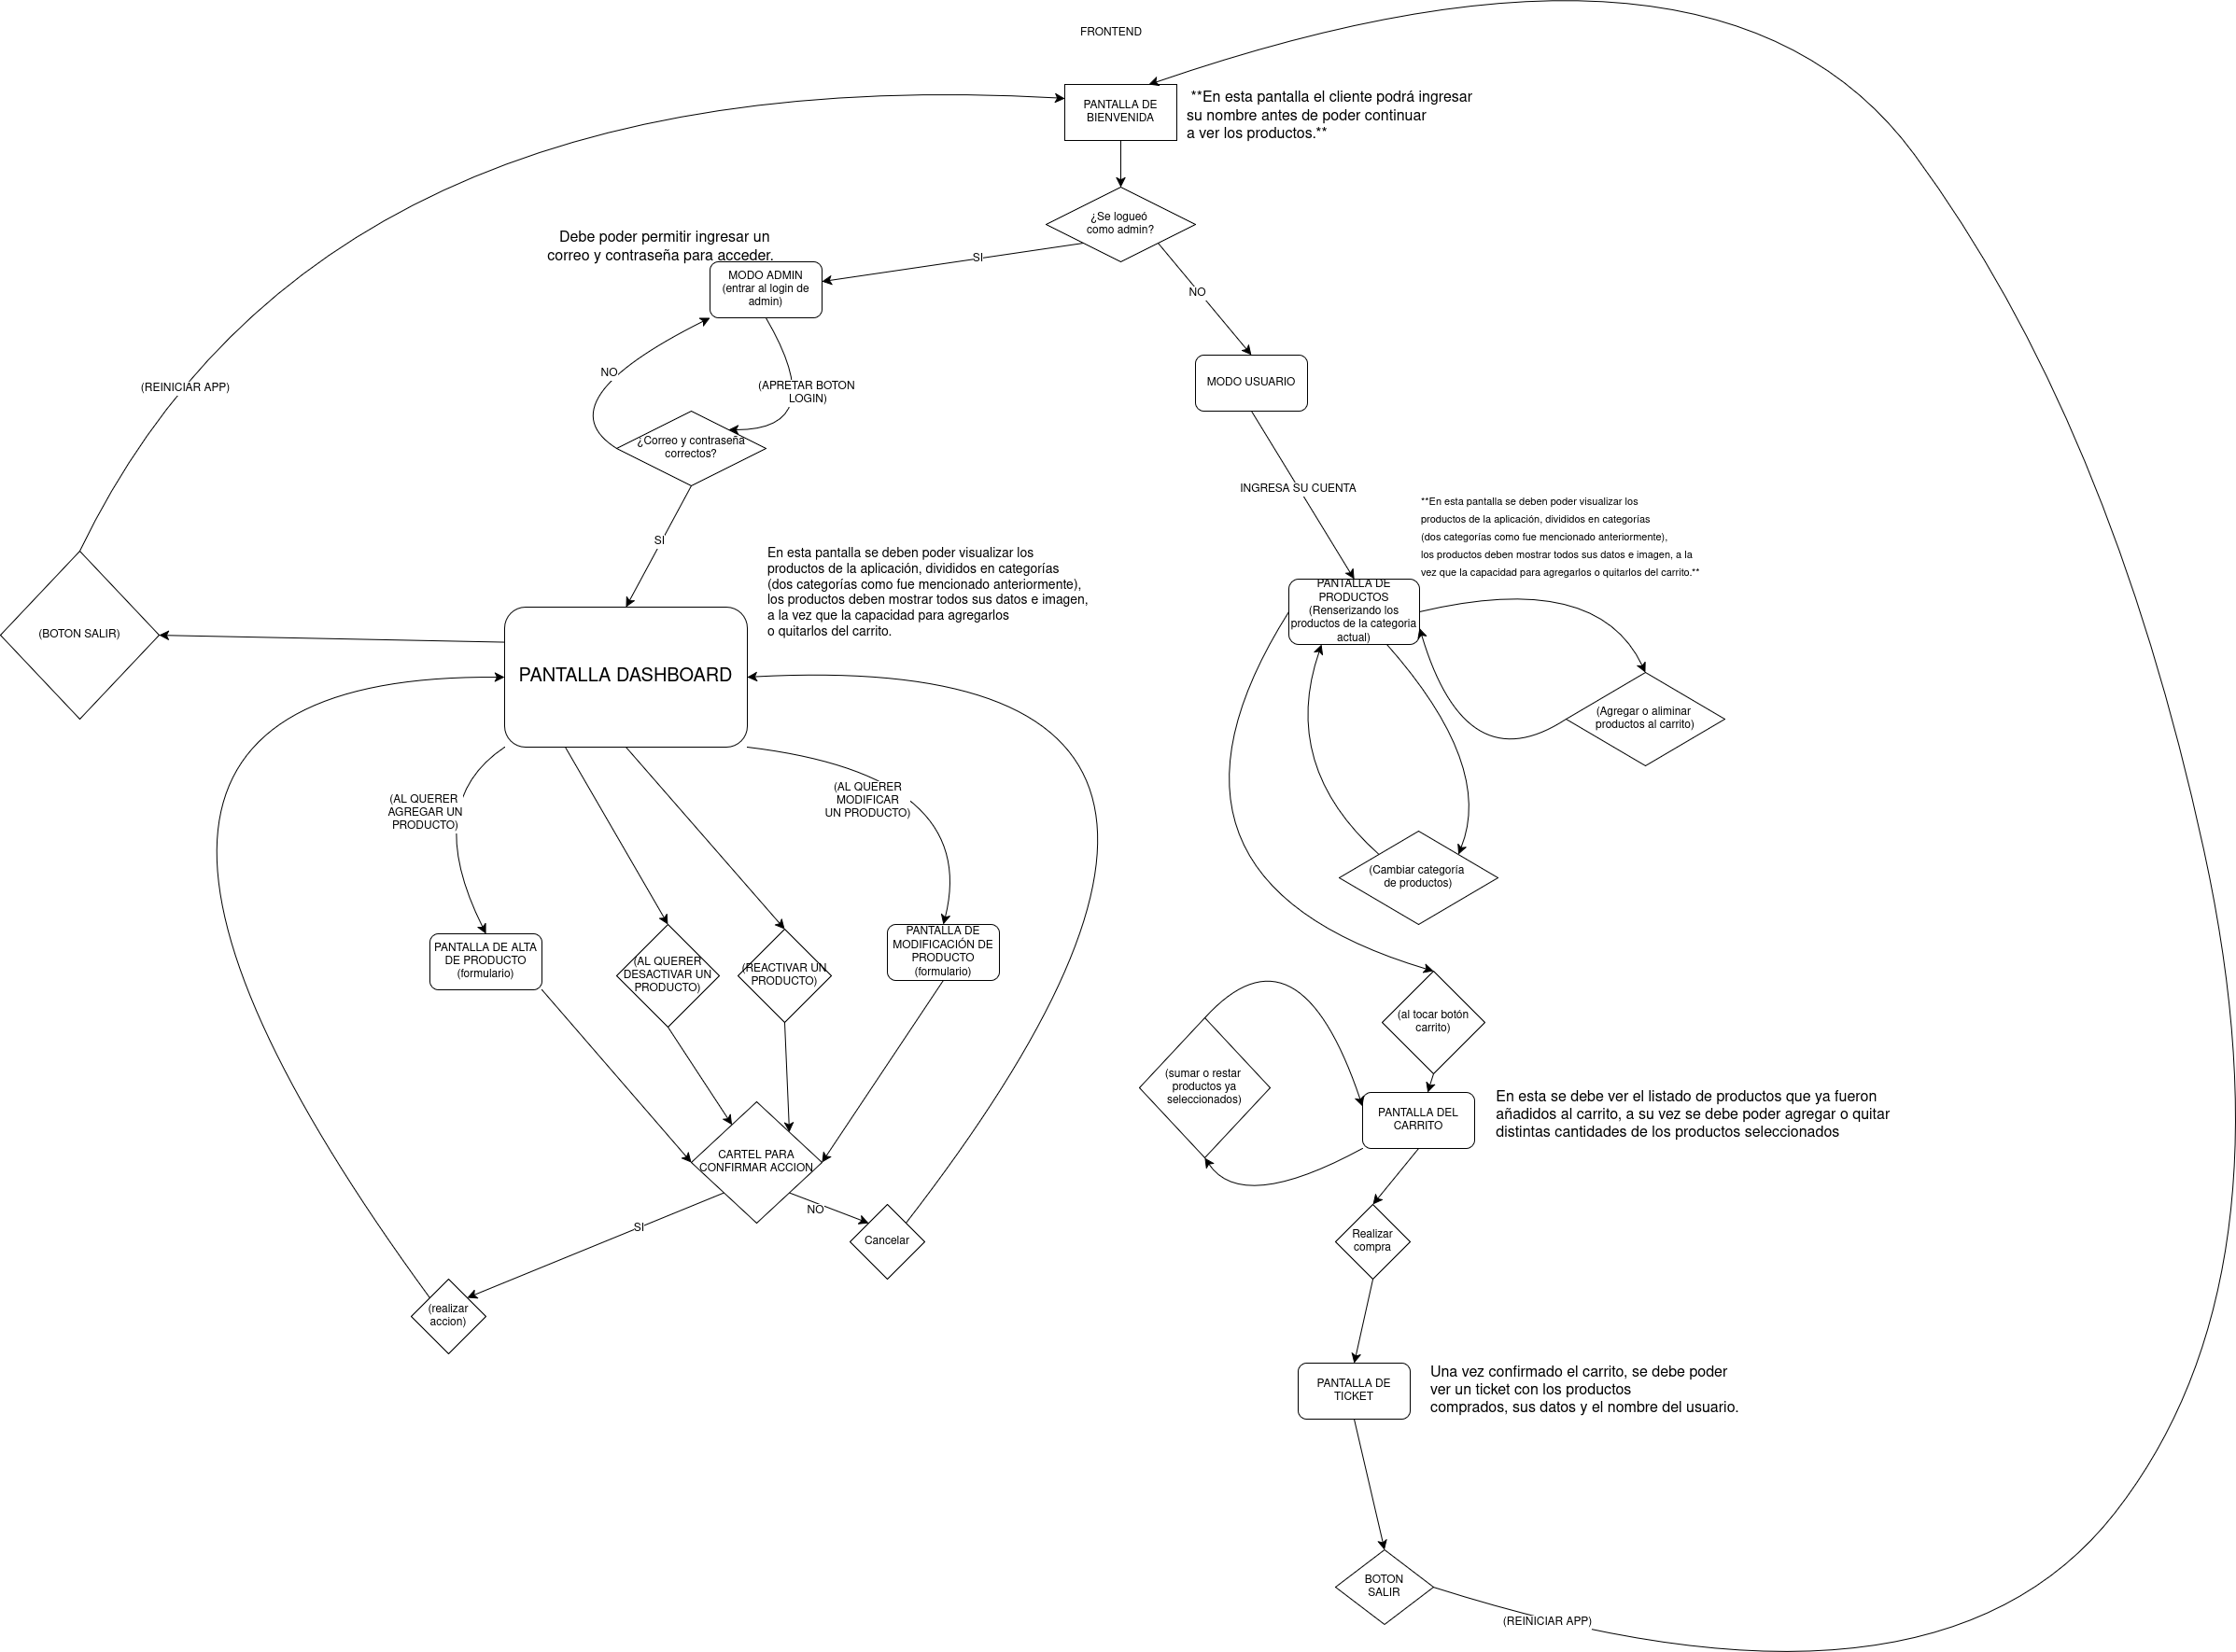 FRONTEND
PANTALLA DE
BIENVENIDA
**En esta pantalla el cliente podrá ingresar
su nombre antes de poder continuar
a ver los productos.**
¿Se logueó
como admin?
SI
NO
Debe poder permitir ingresar un
correo y contraseña para acceder.
MODO ADMIN
(entrar al login de
admin)
NO
(APRETAR BOTON
LOGIN)
¿Correo y contraseña
correctos?
SI
(REINICIAR APP)
MODO USUARIO
INGRESA SU CUENTA
**En esta pantalla se deben poder visualizar los
productos de la aplicación, divididos en categorías
(dos categorías como fue mencionado anteriormente),
los productos deben mostrar todos sus datos e imagen, a la
vez que la capacidad para agregarlos o quitarlos del carrito.**
En esta pantalla se deben poder visualizar los
productos de la aplicación, divididos en categorías
(dos categorías como fue mencionado anteriormente),
los productos deben mostrar todos sus datos e imagen,
a la vez que la capacidad para agregarlos
o quitarlos del carrito.
PANTALLA DE
PRODUCTOS
(Renserizando los
productos de la categoria
actual)
(BOTON SALIR)
PANTALLA DASHBOARD
(Agregar o aliminar
productos al carrito)
(AL QUERER
AGREGAR UN
PRODUCTO)
(AL QUERER
MODIFICAR
UN PRODUCTO)
(Cambiar categoría
de productos)
PANTALLA DE ALTA
DE PRODUCTO
(formulario)
(AL QUERER
DESACTIVAR UN
PRODUCTO)
(REACTIVAR UN
PRODUCTO)
PANTALLA DE
MODIFICACIÓN DE
PRODUCTO
(formulario)
(al tocar botón
carrito)
(sumar o restar
productos ya
seleccionados)
PANTALLA DEL
CARRITO
En esta se debe ver el listado de productos que ya fueron
añadidos al carrito, a su vez se debe poder agregar o quitar
distintas cantidades de los productos seleccionados
CARTEL PARA
CONFIRMAR ACCION
SI
NO
Cancelar
Realizar
compra
(realizar
accion)
PANTALLA DE
TICKET
Una vez confirmado el carrito, se debe poder
ver un ticket con los productos
comprados, sus datos y el nombre del usuario.
BOTON
SALIR
(REINICIAR APP)